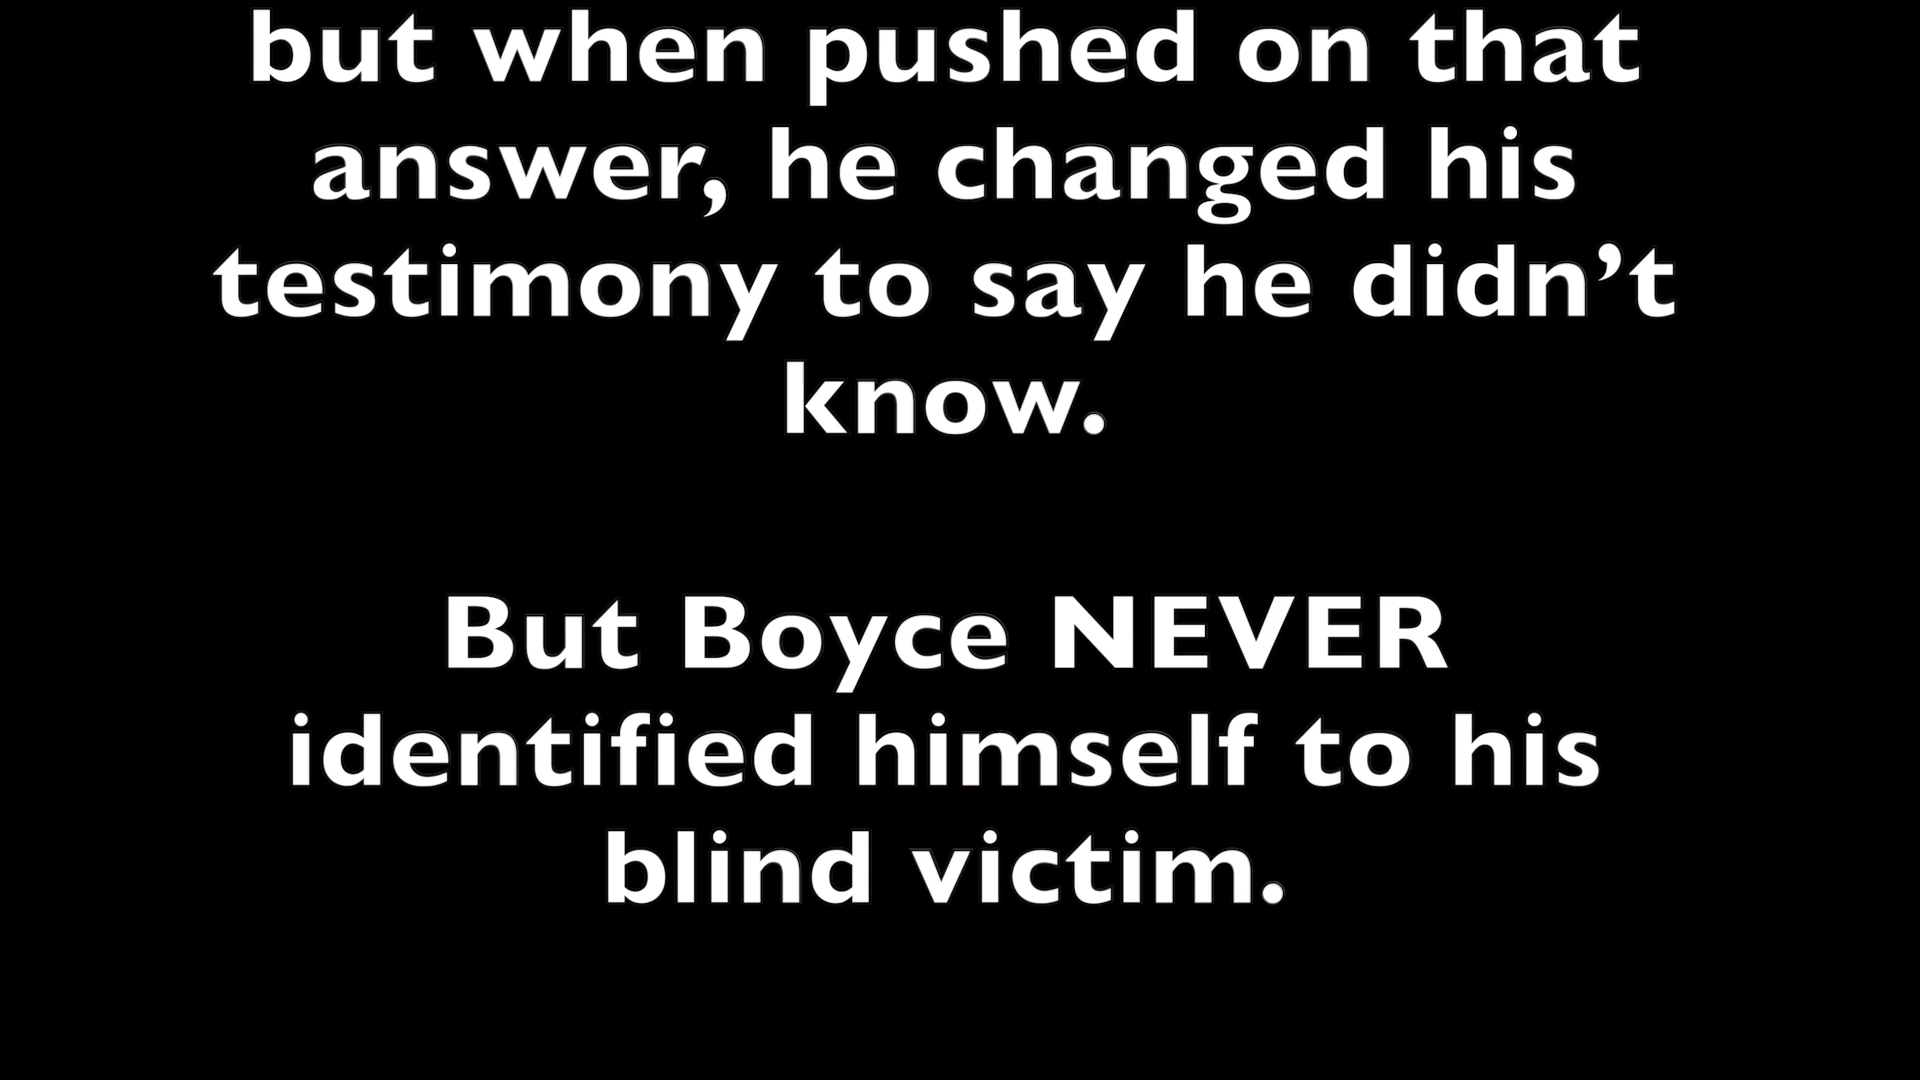 but when pushed on that
answer, he changed his
testimony to say he didn’t
know.
But Boyce NEVER
identified himself to his
blind victim.